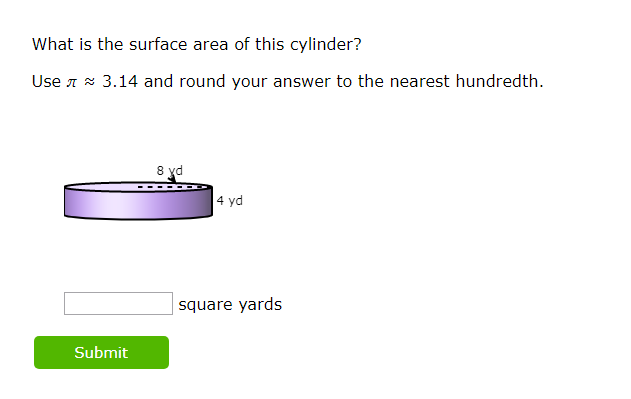 What is the surface area of this cylinder?
Use π ≈ 3.14 and round your answer to the nearest hundredth.
8 yd
4 yd
square yards
Submit